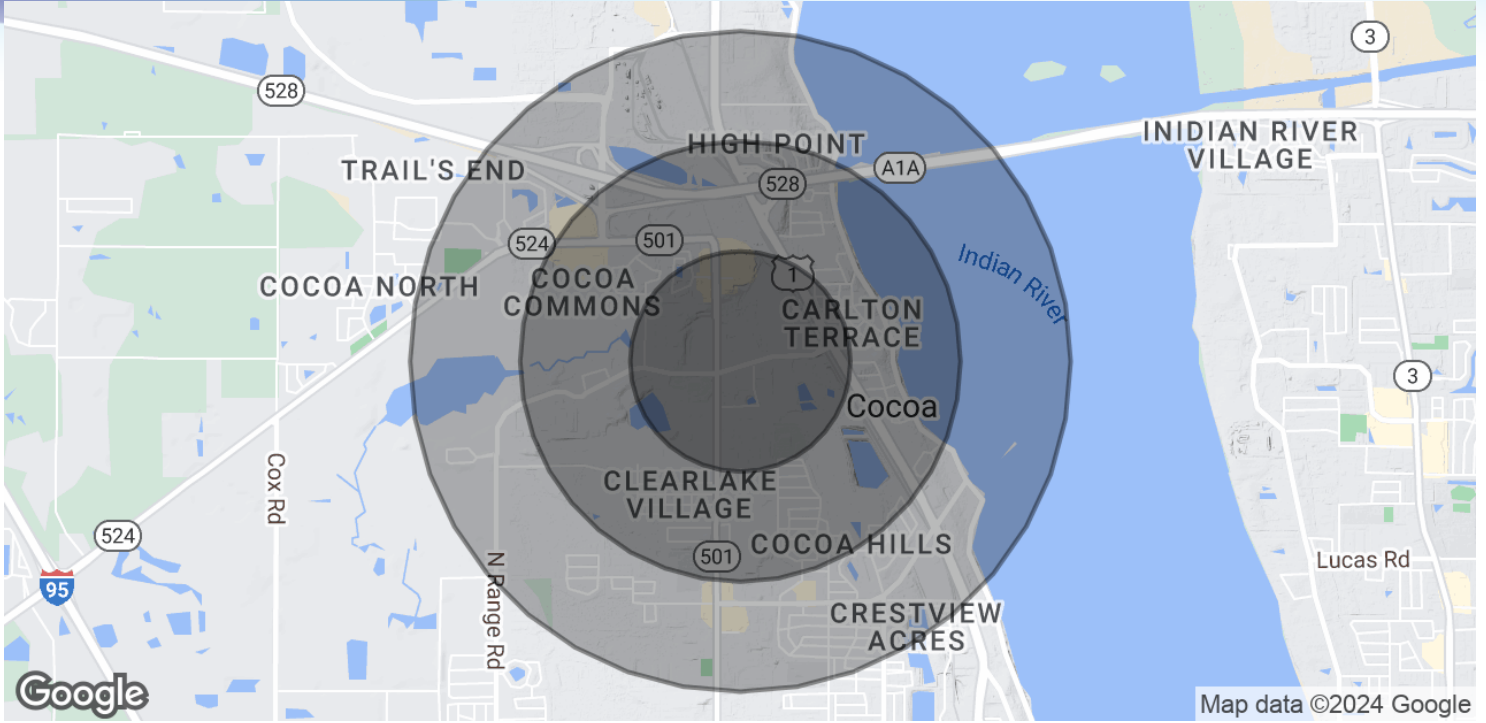 3
528
HIGH POINT
INIDIAN RIVER
VILLAGE
TRAIL'S END
A1A
528
524
501
Indian River
COCOA NORTH
COCOA
COMMONS
1
CARLTON
TERRACE
3
Cocoa
CLEARLAKE
VILLAGE
Cox Rd
524
501
COCOA HILLS
Lucas Rd
95
N Range Rd
CRESTVIEW
ACRES
Google
Map data ©2024 Google